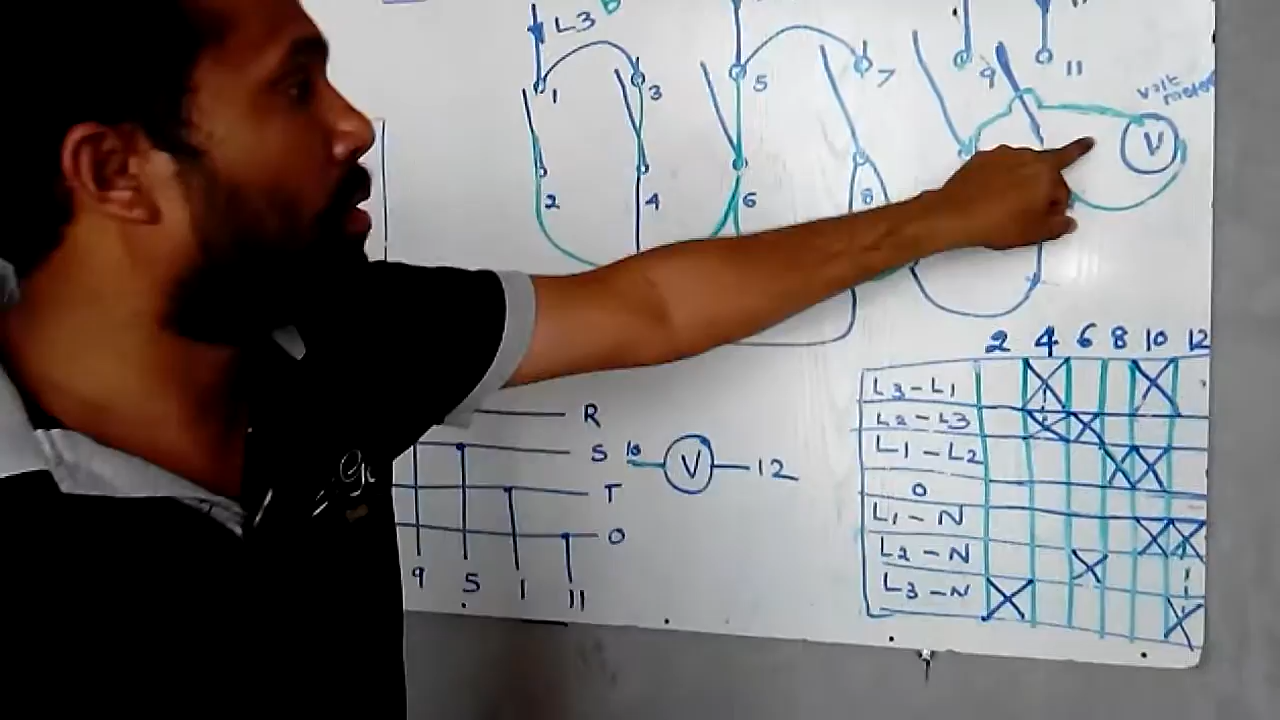 L3
1 3 5 7 9 11
volt
meter
V
2 4 6 8
2 4 6 8 10 12
L3-L1
L2-L3
L1-L2
0
L1-N
L2-N
L3-N
R
S
T
O
10 V 12
9 5 1 11